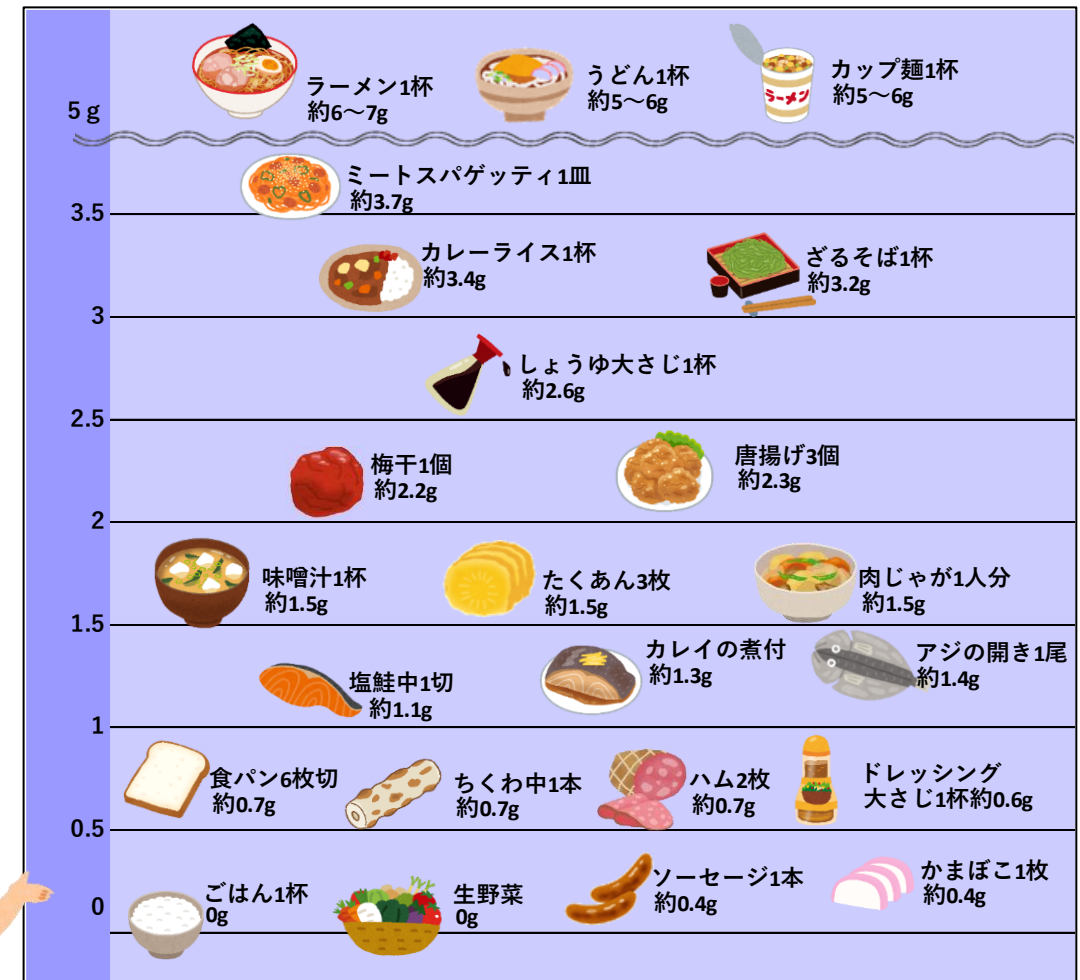 ラーメン1杯
約6～7g
うどん1杯
約5～6g
カップ麺1杯
約5～6g
ラーメン
5 g
ミートスパゲッティ1皿
約3.7g
3.5
カレーライス1杯
約3.4g
ざるそば1杯
約3.2g
3
しょうゆ大さじ1杯
約2.6g
2.5
梅干1個
約2.2g
唐揚げ3個
約2.3g
2
味噌汁1杯
約1.5g
たくあん3枚
約1.5g
肉じゃが1人分
約1.5g
1.5
塩鮭中1切
約1.1g
カレイの煮付
約1.3g
アジの開き1尾
約1.4g
1
食パン6枚切
約0.7g
ちくわ中1本
約0.7g
ハム2枚
約0.7g
ドレッシング
大さじ1杯約0.6g
0.5
ごはん1杯
0g
生野菜
0g
ソーセージ1本
約0.4g
かまぼこ1枚
約0.4g
0